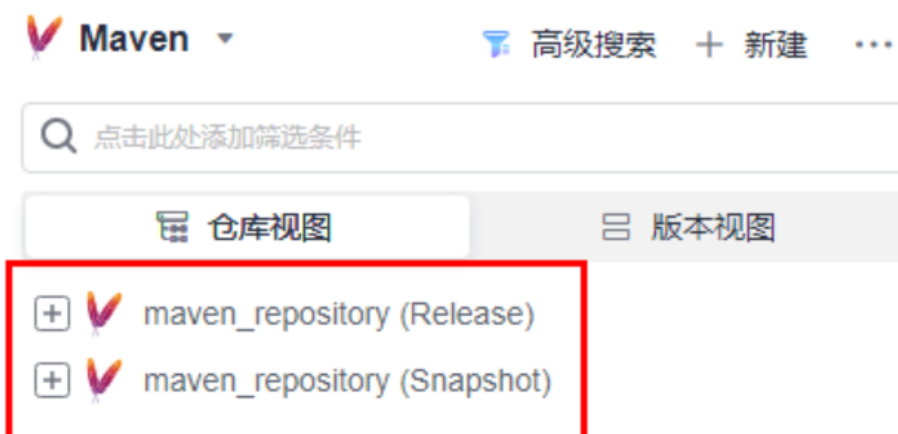 Maven 高级搜索 新建 ...
点击此处添加筛选条件
仓库视图 版本视图
maven_repository (Release)
maven_repository (Snapshot)